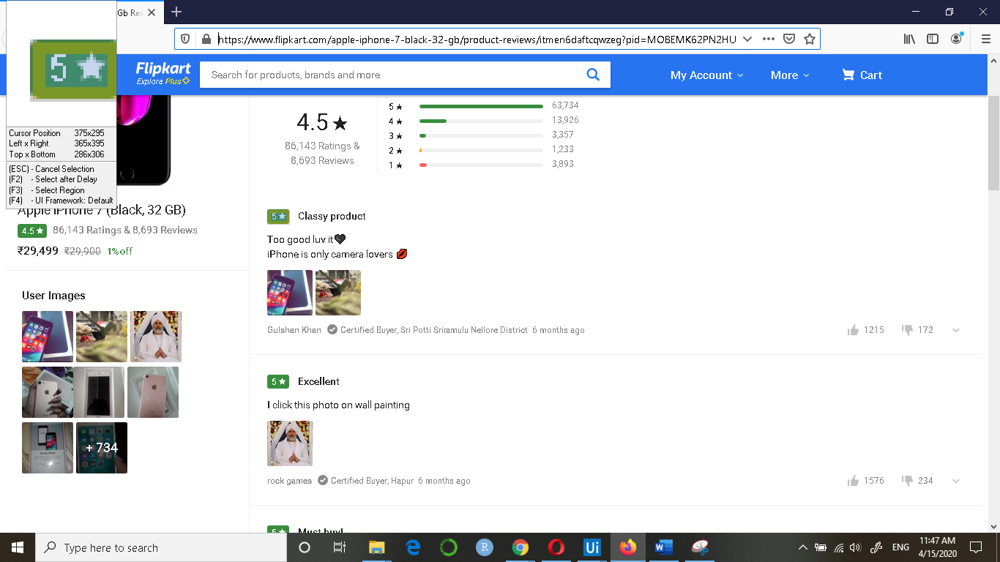 Gb Rev
https://www.flipkart.com/apple-iphone-7-black-32-gb/product-reviews/itmen6daftcqwzeg?pid=MOBEMK62PN2HU
5 ★
Flipkart
Explore Plus
Search for products, brands and more
My Account
More
Cart
Cursor Position 375x295
Left x Right 365x395
Top x Bottom 286x306
(ESC) - Cancel Selection
(F2) - Select after Delay
(F3) - Select Region
(F4) - UI Framework: Default
Apple iPhone 7 (Black, 32 GB)
4.5 ★ 86,143 Ratings & 8,693 Reviews
₹29,499 ₹29,900 1% off
User Images
+ 734
4.5 ★
86,143 Ratings &
8,693 Reviews
5 ★ 63,734
4 ★ 13,926
3 ★ 3,357
2 ★ 1,233
1 ★ 3,893
5 ★ Classy product
Too good luv it🖤
iPhone is only camera lovers 💋
Gulshan Khan Certified Buyer, Sri Potti Sriramulu Nellore District 6 months ago 1215 172
5 ★ Excellent
I click this photo on wall painting
rock games Certified Buyer, Hapur 6 months ago 1576 234
5 ★ Must buy!
Type here to search
R
Ui
ENG
11:47 AM
4/15/2020